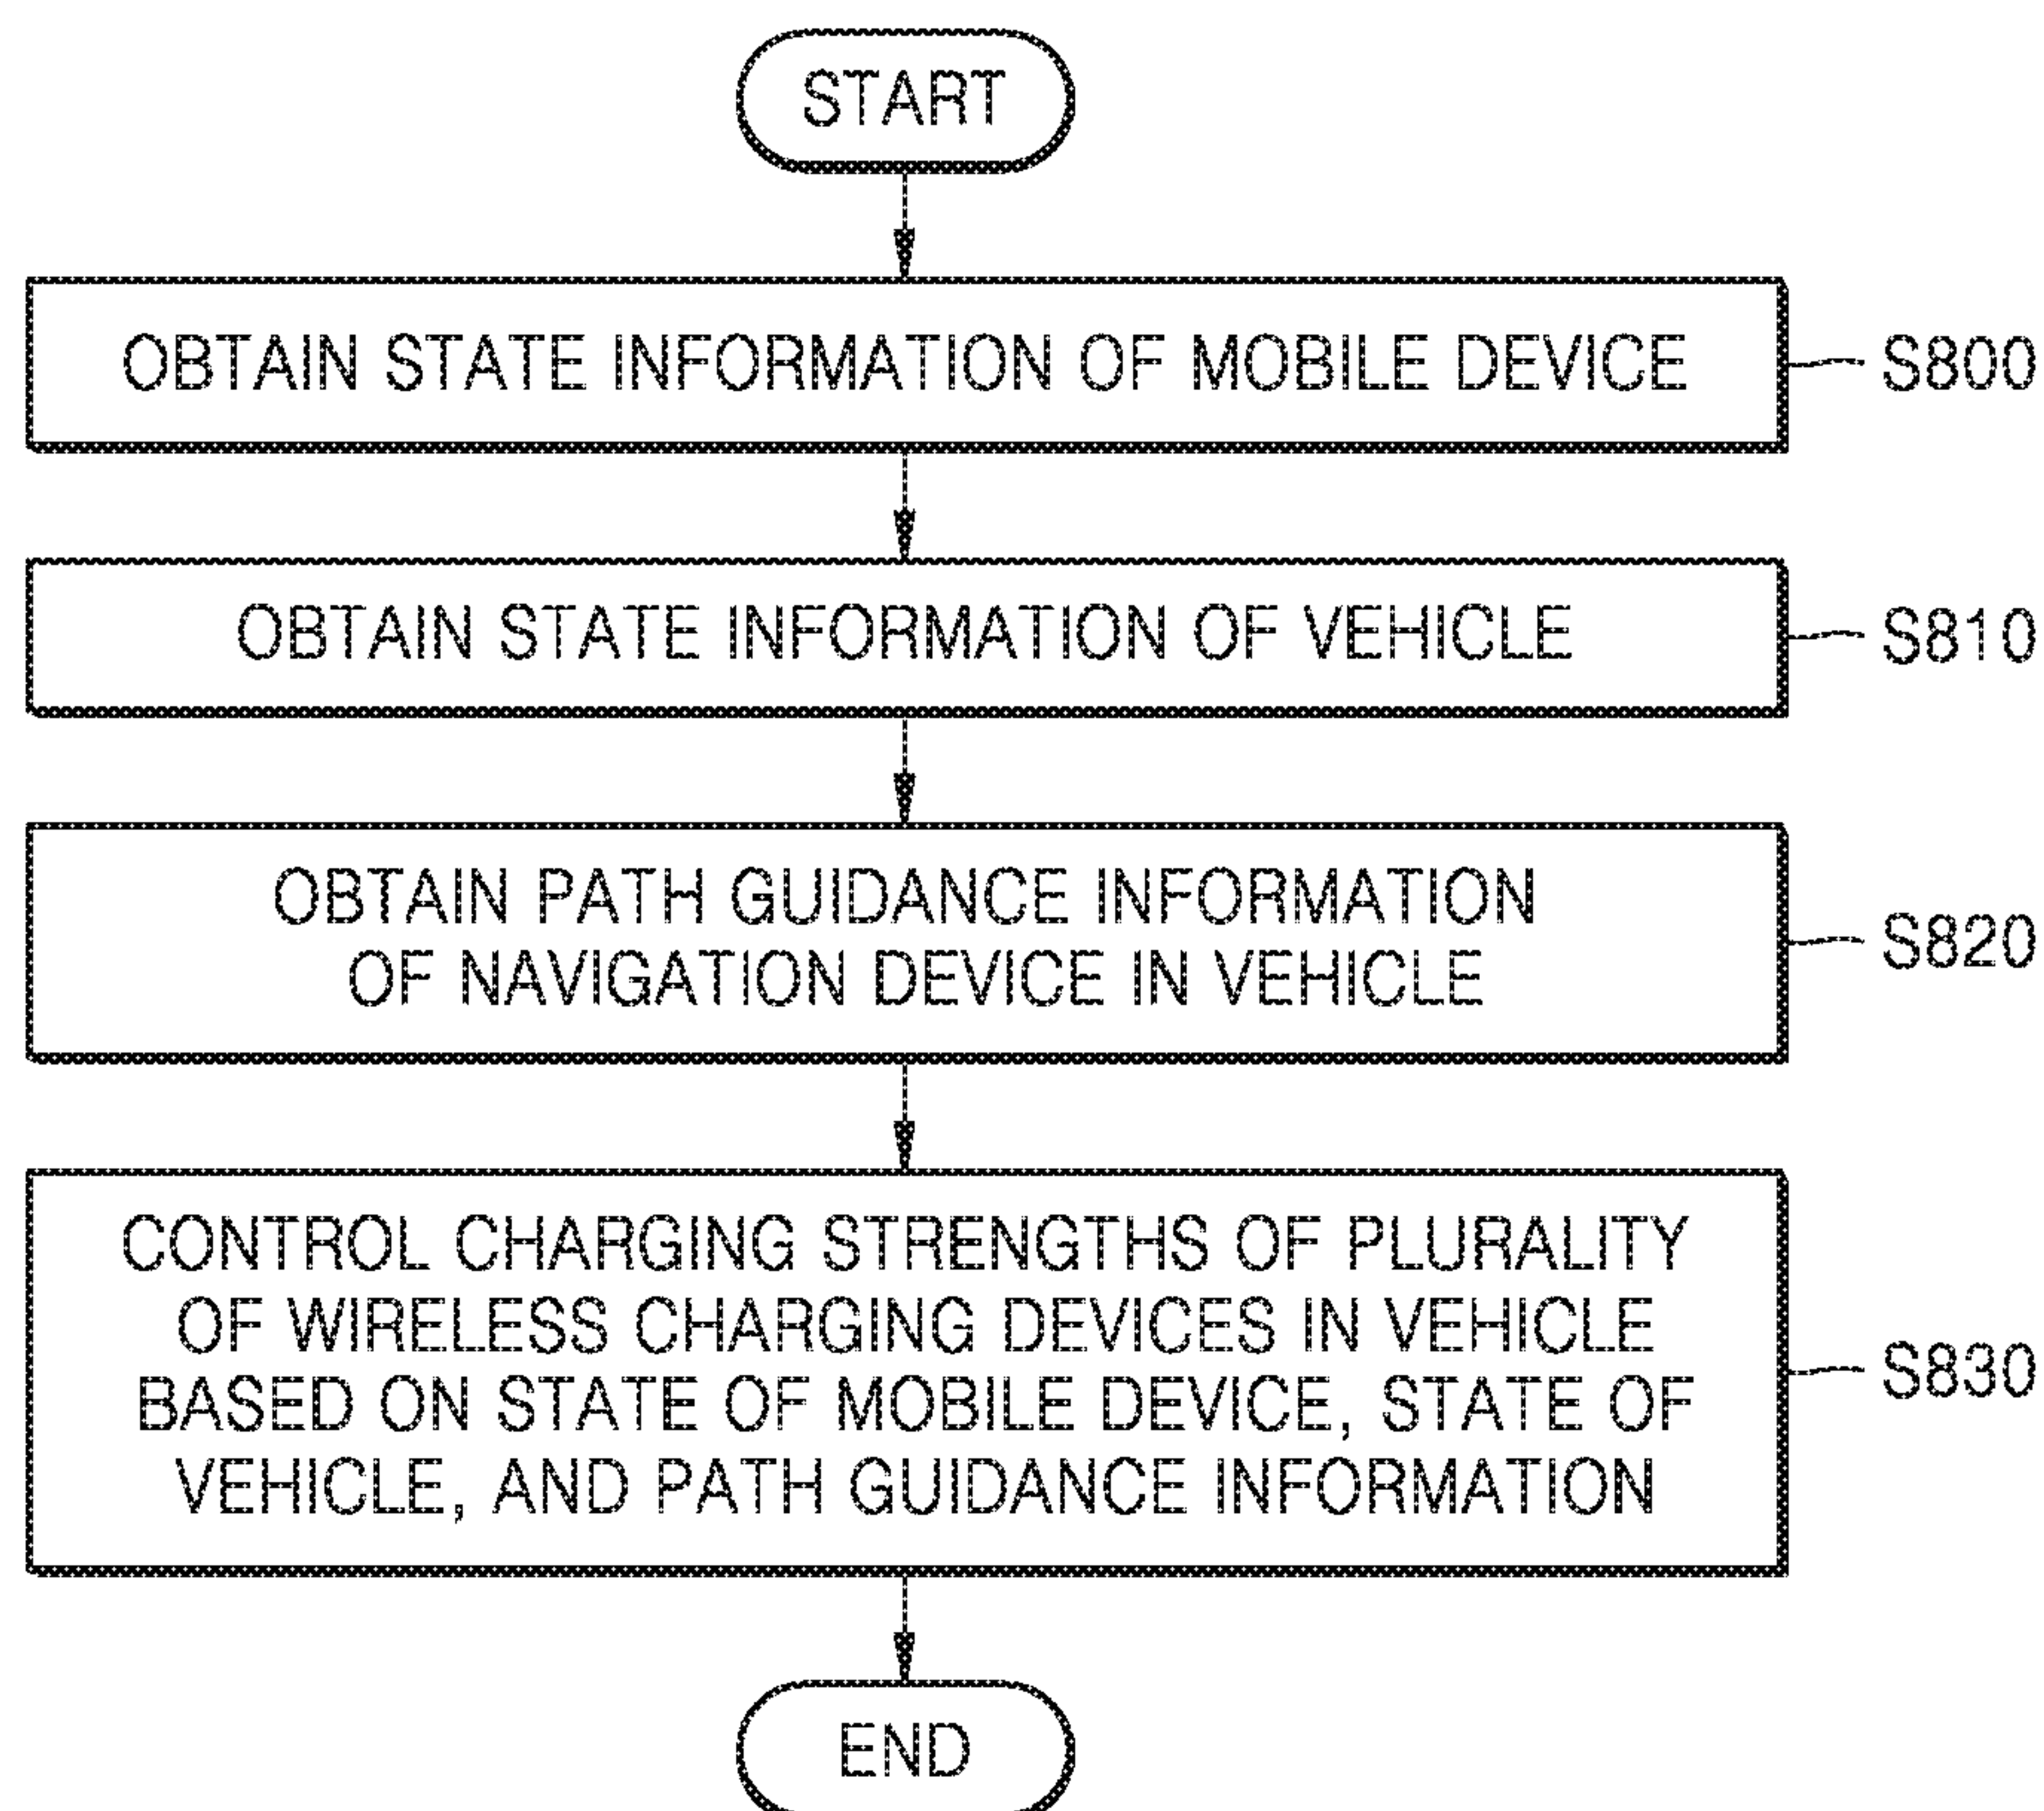 START
OBTAIN STATE INFORMATION OF MOBILE DEVICE
S800
OBTAIN STATE INFORMATION OF VEHICLE
S810
OBTAIN PATH GUIDANCE INFORMATION
OF NAVIGATION DEVICE IN VEHICLE
S820
CONTROL CHARGING STRENGTHS OF PLURALITY
OF WIRELESS CHARGING DEVICES IN VEHICLE
BASED ON STATE OF MOBILE DEVICE, STATE OF
VEHICLE, AND PATH GUIDANCE INFORMATION
S830
END